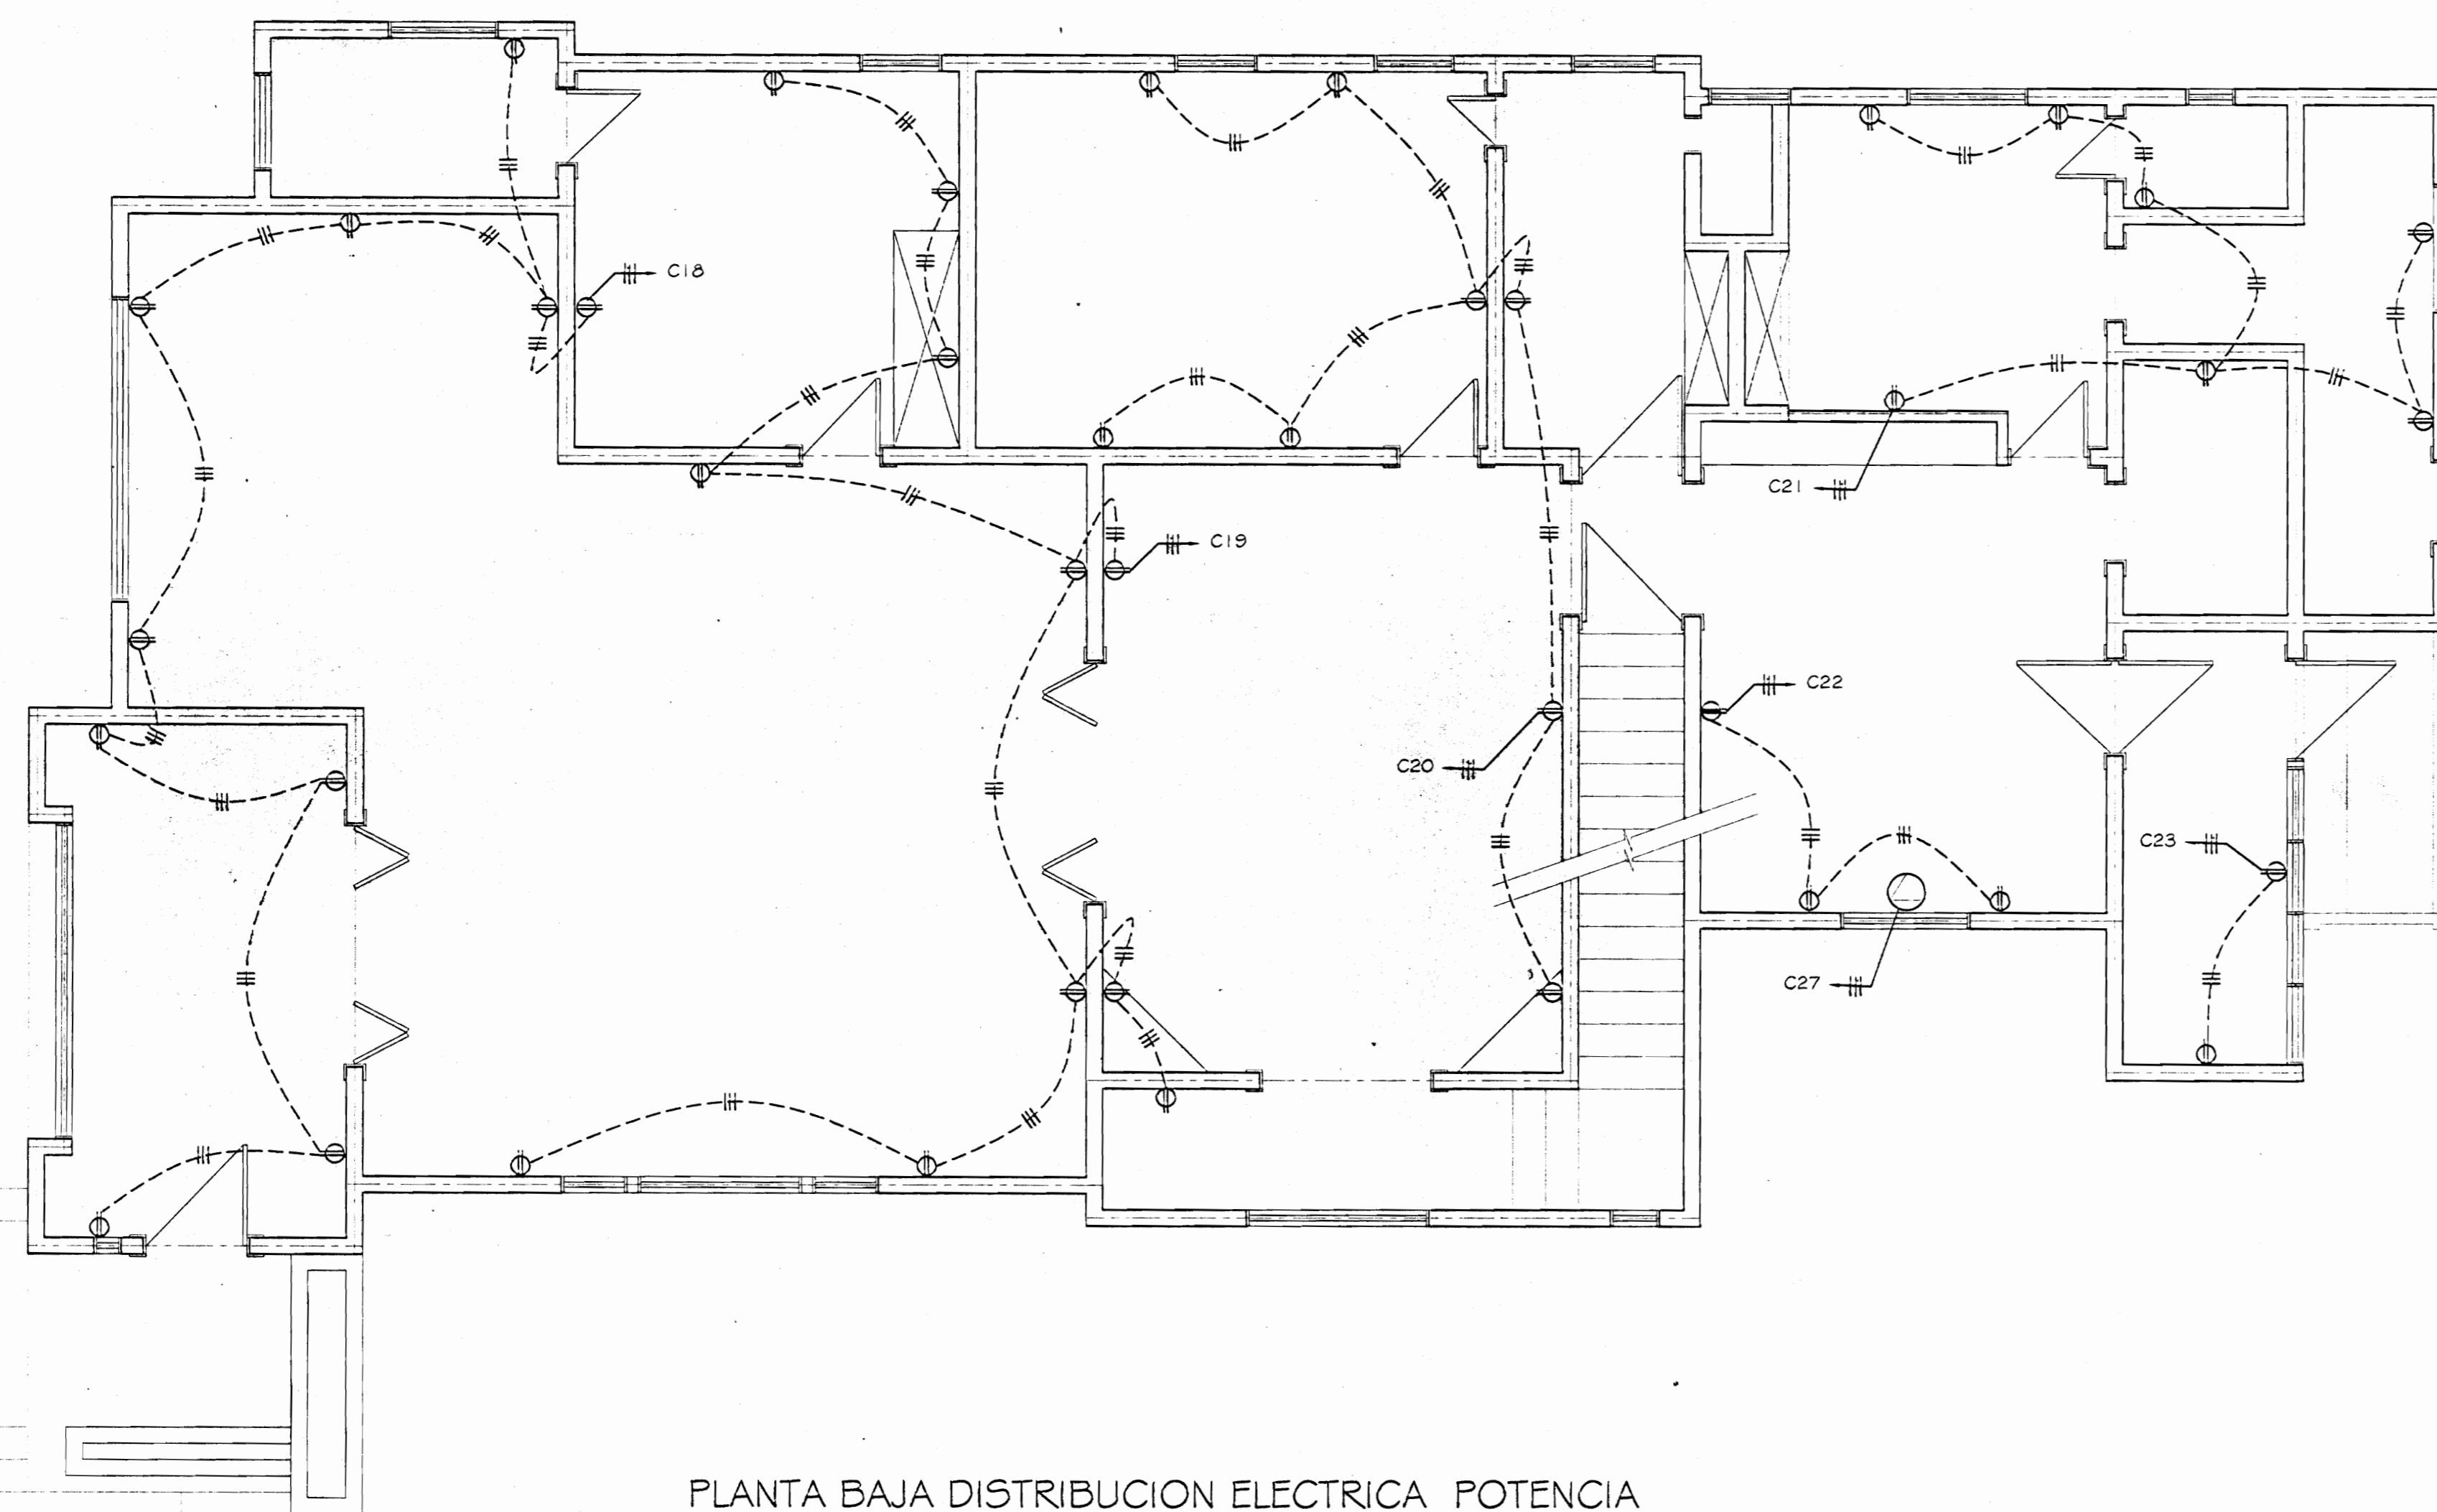 C18
C21
C19
C22
C20
C23
C27
PLANTA BAJA DISTRIBUCION ELECTRICA POTENCIA